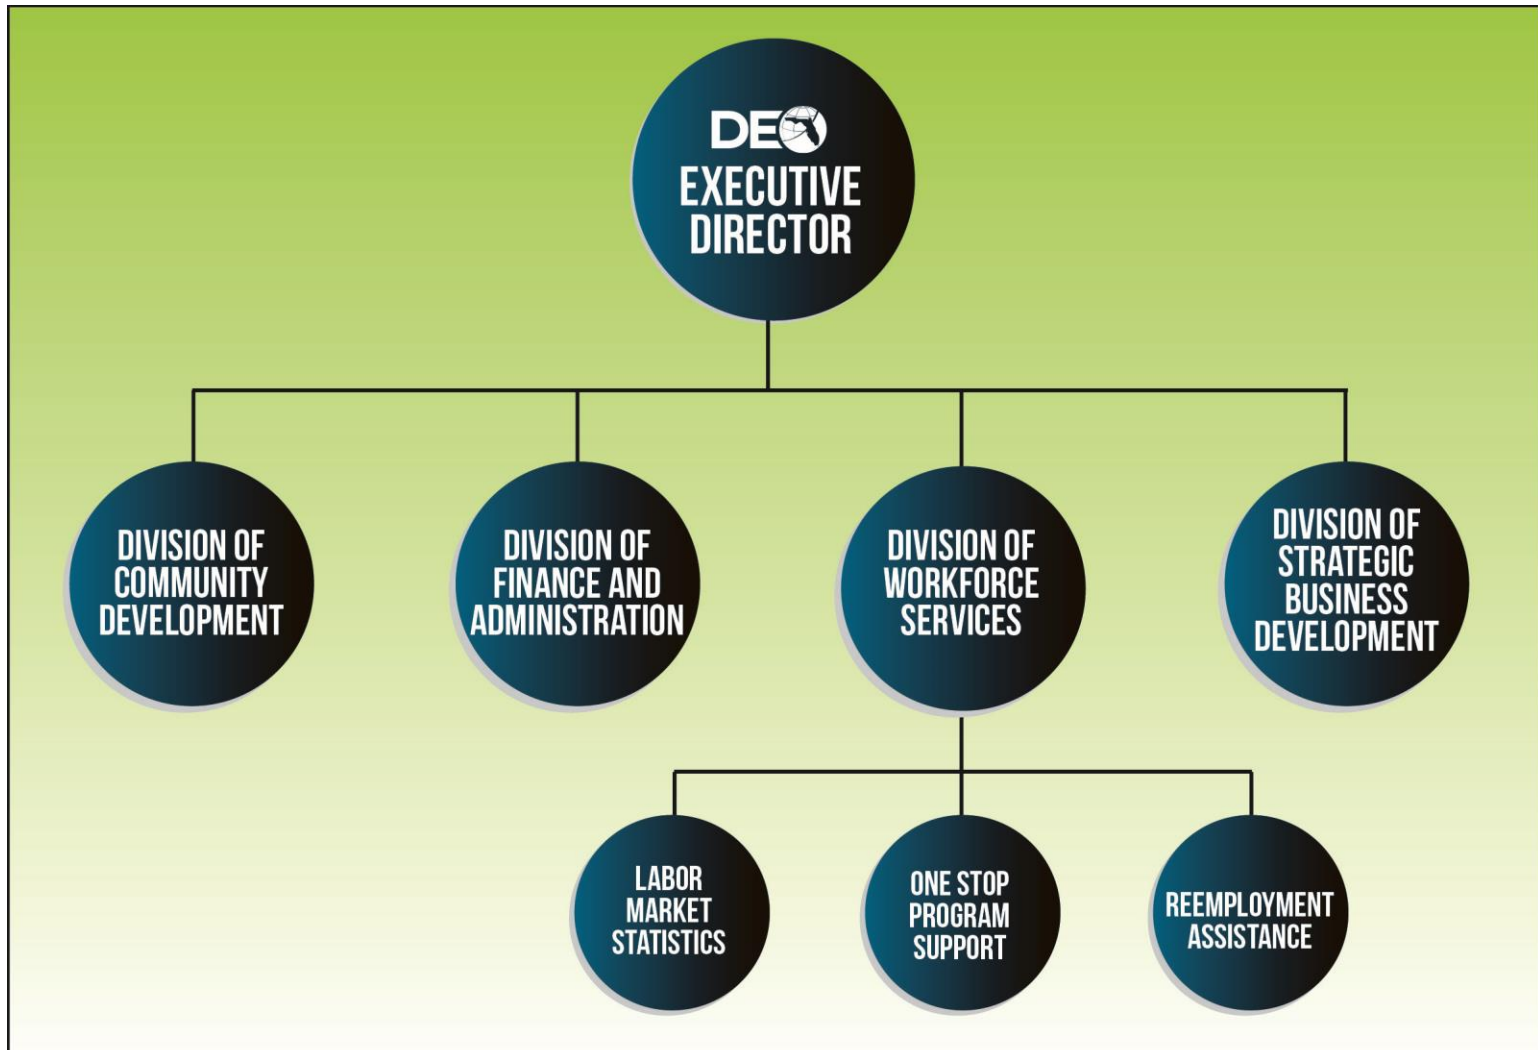 DEO
EXECUTIVE
DIRECTOR
DIVISION OF
COMMUNITY
DEVELOPMENT
DIVISION OF
FINANCE AND
ADMINISTRATION
DIVISION OF
WORKFORCE
SERVICES
DIVISION OF
STRATEGIC
BUSINESS
DEVELOPMENT
LABOR
MARKET
STATISTICS
ONE STOP
PROGRAM
SUPPORT
REEMPLOYMENT
ASSISTANCE